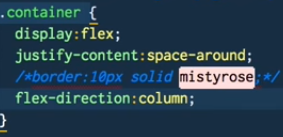 .container {
display:flex;
justify-content:space-around;
/*border:10px solid mistyrose;*/
flex-direction:column;
}